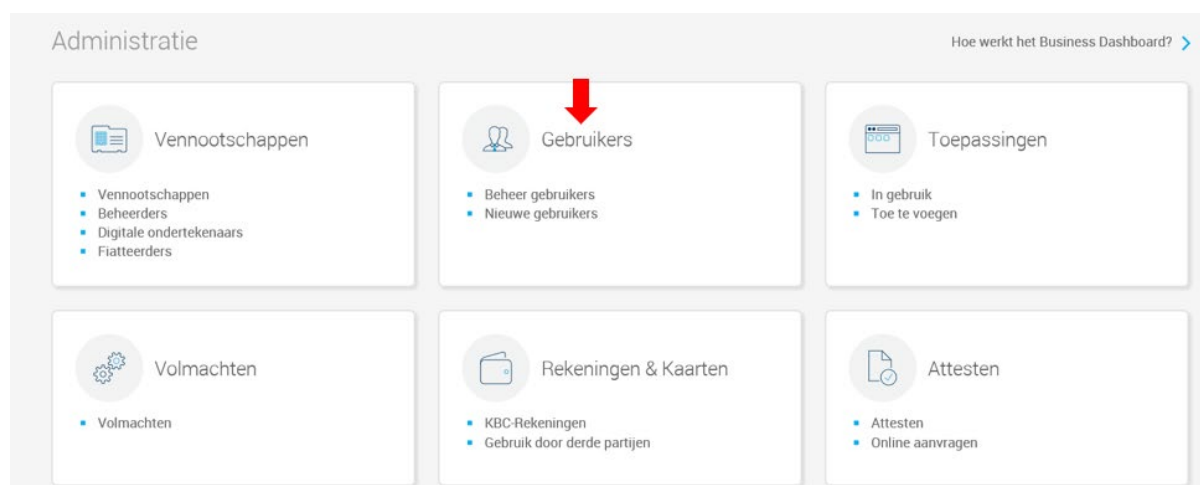 Administratie
Hoe werkt het Business Dashboard?
Vennootschappen
Vennootschappen
Beheerders
Digitale ondertekenaars
Fiatteerders
Gebruikers
Beheer gebruikers
Nieuwe gebruikers
Toepassingen
In gebruik
Toe te voegen
Volmachten
Volmachten
Rekeningen & Kaarten
KBC-Rekeningen
Gebruik door derde partijen
Attesten
Attesten
Online aanvragen